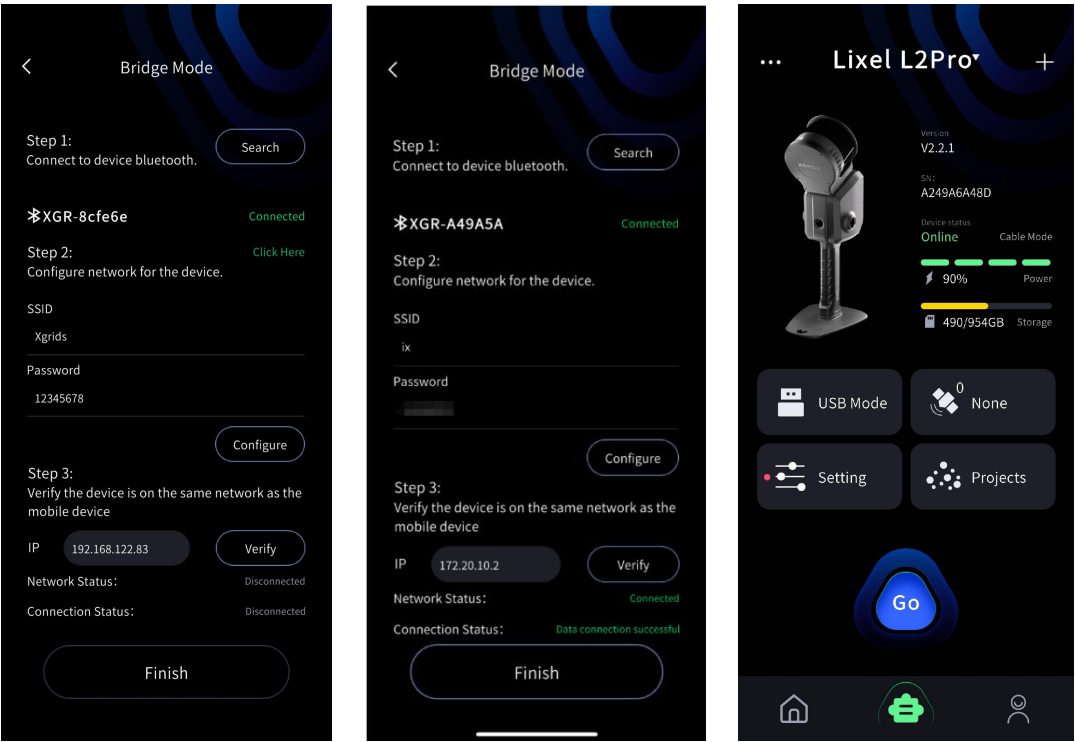 Bridge Mode
Step 1:
Connect to device bluetooth.
Search
XGR-8cfe6e
Connected
Step 2:
Click Here
Configure network for the device.
SSID
Xgrids
Password
12345678
Configure
Step 3:
Verify the device is on the same network as the
mobile device
IP
192.168.122.83
Verify
Network Status:
Disconnected
Connection Status:
Disconnected
Finish
Bridge Mode
Step 1:
Connect to device bluetooth.
Search
XGR-A49A5A
Connected
Step 2:
Configure network for the device.
SSID
ix
Password
Configure
Step 3:
Verify the device is on the same network as the
mobile device
IP
172.20.10.2
Verify
Network Status:
Connected
Connection Status:
Data connection successful
Finish
Lixel L2Pro
Version
V2.2.1
SN:
A249A6A48D
Device status
Online
Cable Mode
90%
Power
490/954GB
Storage
USB Mode
0
None
Setting
Projects
Go